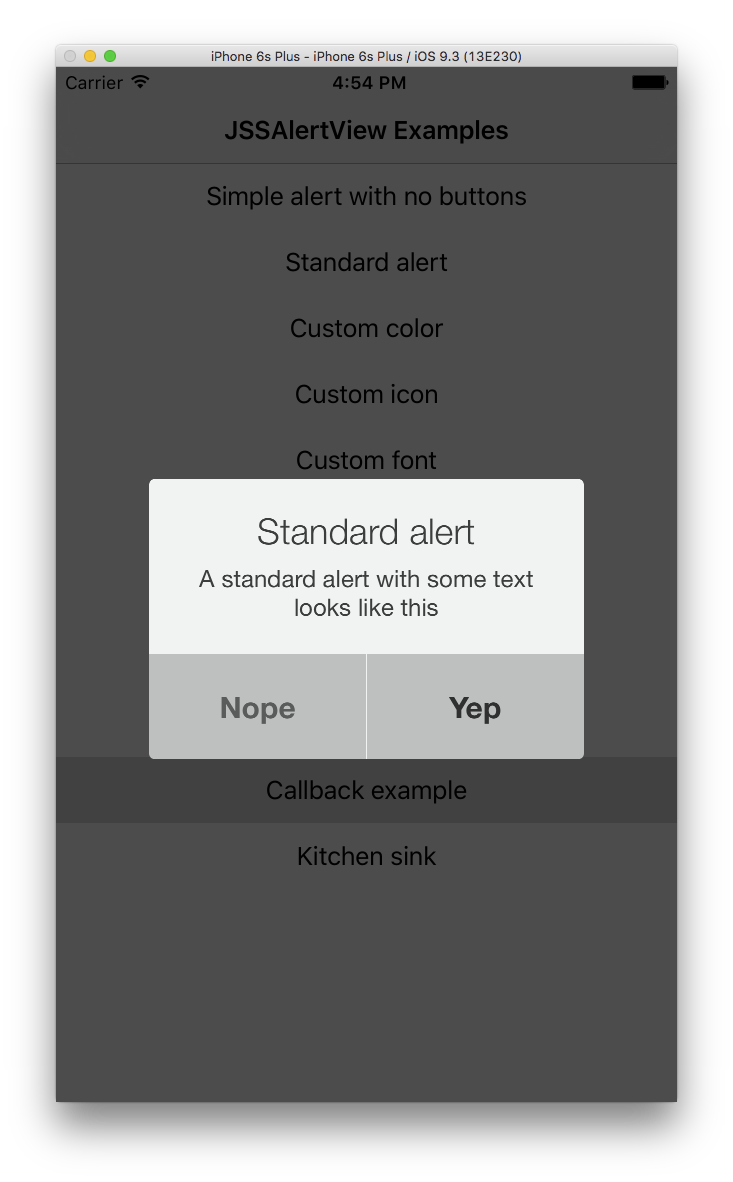 iPhone 6s Plus - iPhone 6s Plus / iOS 9.3 (13E230)
Carrier 4:54 PM
JSSAlertView Examples
Simple alert with no buttons
Standard alert
Custom color
Custom icon
Custom font
Standard alert
A standard alert with some text
looks like this
Nope Yep
Callback example
Kitchen sink